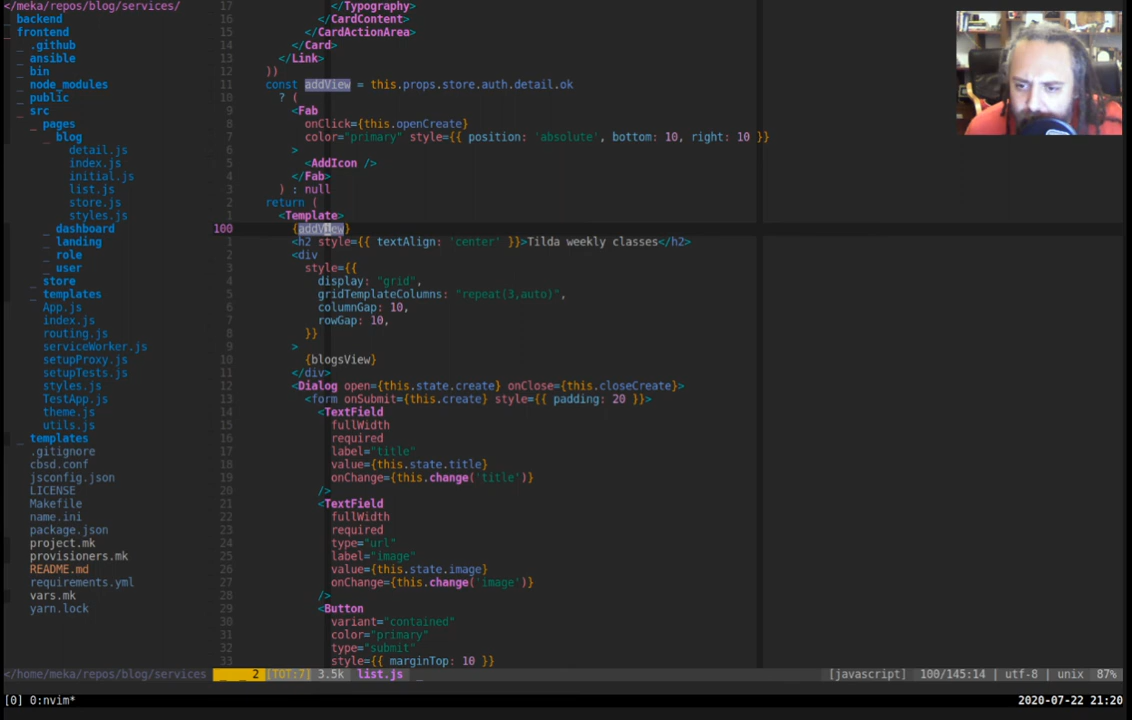 /meka/repos/blog/services/
backend
frontend
.github
ansible
bin
node_modules
public
src
pages
blog
detail.js
index.js
initial.js
list.js
store.js
styles.js
dashboard
landing
role
user
store
templates
App.js
index.js
routing.js
serviceWorker.js
setupProxy.js
setupTests.js
styles.js
TestApp.js
theme.js
utils.js
templates
.gitignore
cbsd.conf
jsconfig.json
LICENSE
Makefile
name.ini
package.json
project.mk
provisioners.mk
README.md
requirements.yml
vars.mk
yarn.lock
17 </Typography>
16 </CardContent>
15 </CardActionArea>
14 </Card>
13 </Link>
12 ))
11 const addView = this.props.store.auth.detail.ok
10 ? (
9 <Fab
8 onClick={this.openCreate}
7 color="primary" style={{ position: 'absolute', bottom: 10, right: 10 }}
6 >
5 <AddIcon />
4 </Fab>
3 ) : null
2 return (
1 <Template>
100 {addView}
1 <h2 style={{ textAlign: 'center' }}>Tilda weekly classes</h2>
2 <div
3 style={{
4 display: "grid",
5 gridTemplateColumns: "repeat(3,auto)",
6 columnGap: 10,
7 rowGap: 10,
8 }}
9 >
10 {blogsView}
11 </div>
12 <Dialog open={this.state.create} onClose={this.closeCreate}>
13 <form onSubmit={this.create} style={{ padding: 20 }}>
14 <TextField
15 fullWidth
16 required
17 label="title"
18 value={this.state.title}
19 onChange={this.change('title')}
20 />
21 <TextField
22 fullWidth
23 required
24 type="url"
25 label="image"
26 value={this.state.image}
27 onChange={this.change('image')}
28 />
29 <Button
30 variant="contained"
31 color="primary"
32 type="submit"
33 style={{ marginTop: 10 }}
</home/meka/repos/blog/services 2 [TOT:7] 3.5k list.js [javascript] 100/145:14 | utf-8 | unix 87%
[0] 0:nvim* 2020-07-22 21:20